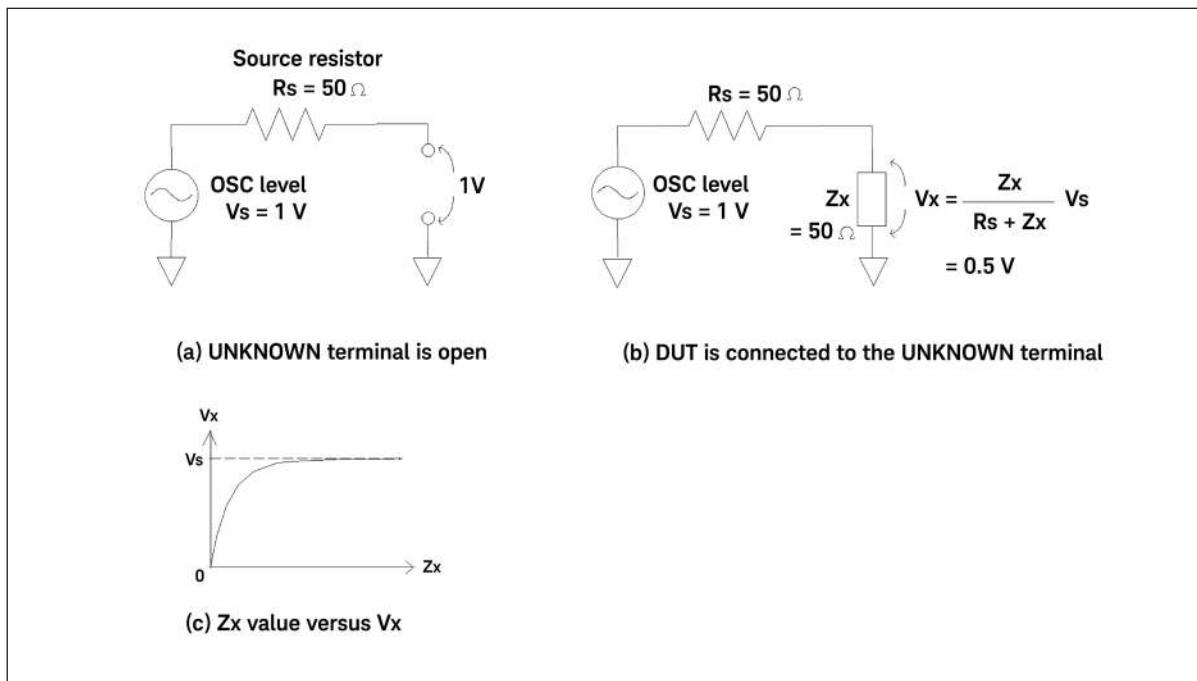 Source resistor
Rs = 50 Ω
OSC level
Vs = 1 V
1V
(a) UNKNOWN terminal is open
Rs = 50 Ω
OSC level
Vs = 1 V
Zx
= 50 Ω
Vx = Zx / Rs + Zx Vs
= 0.5 V
(b) DUT is connected to the UNKNOWN terminal
Vx
Vs
0
Zx
(c) Zx value versus Vx